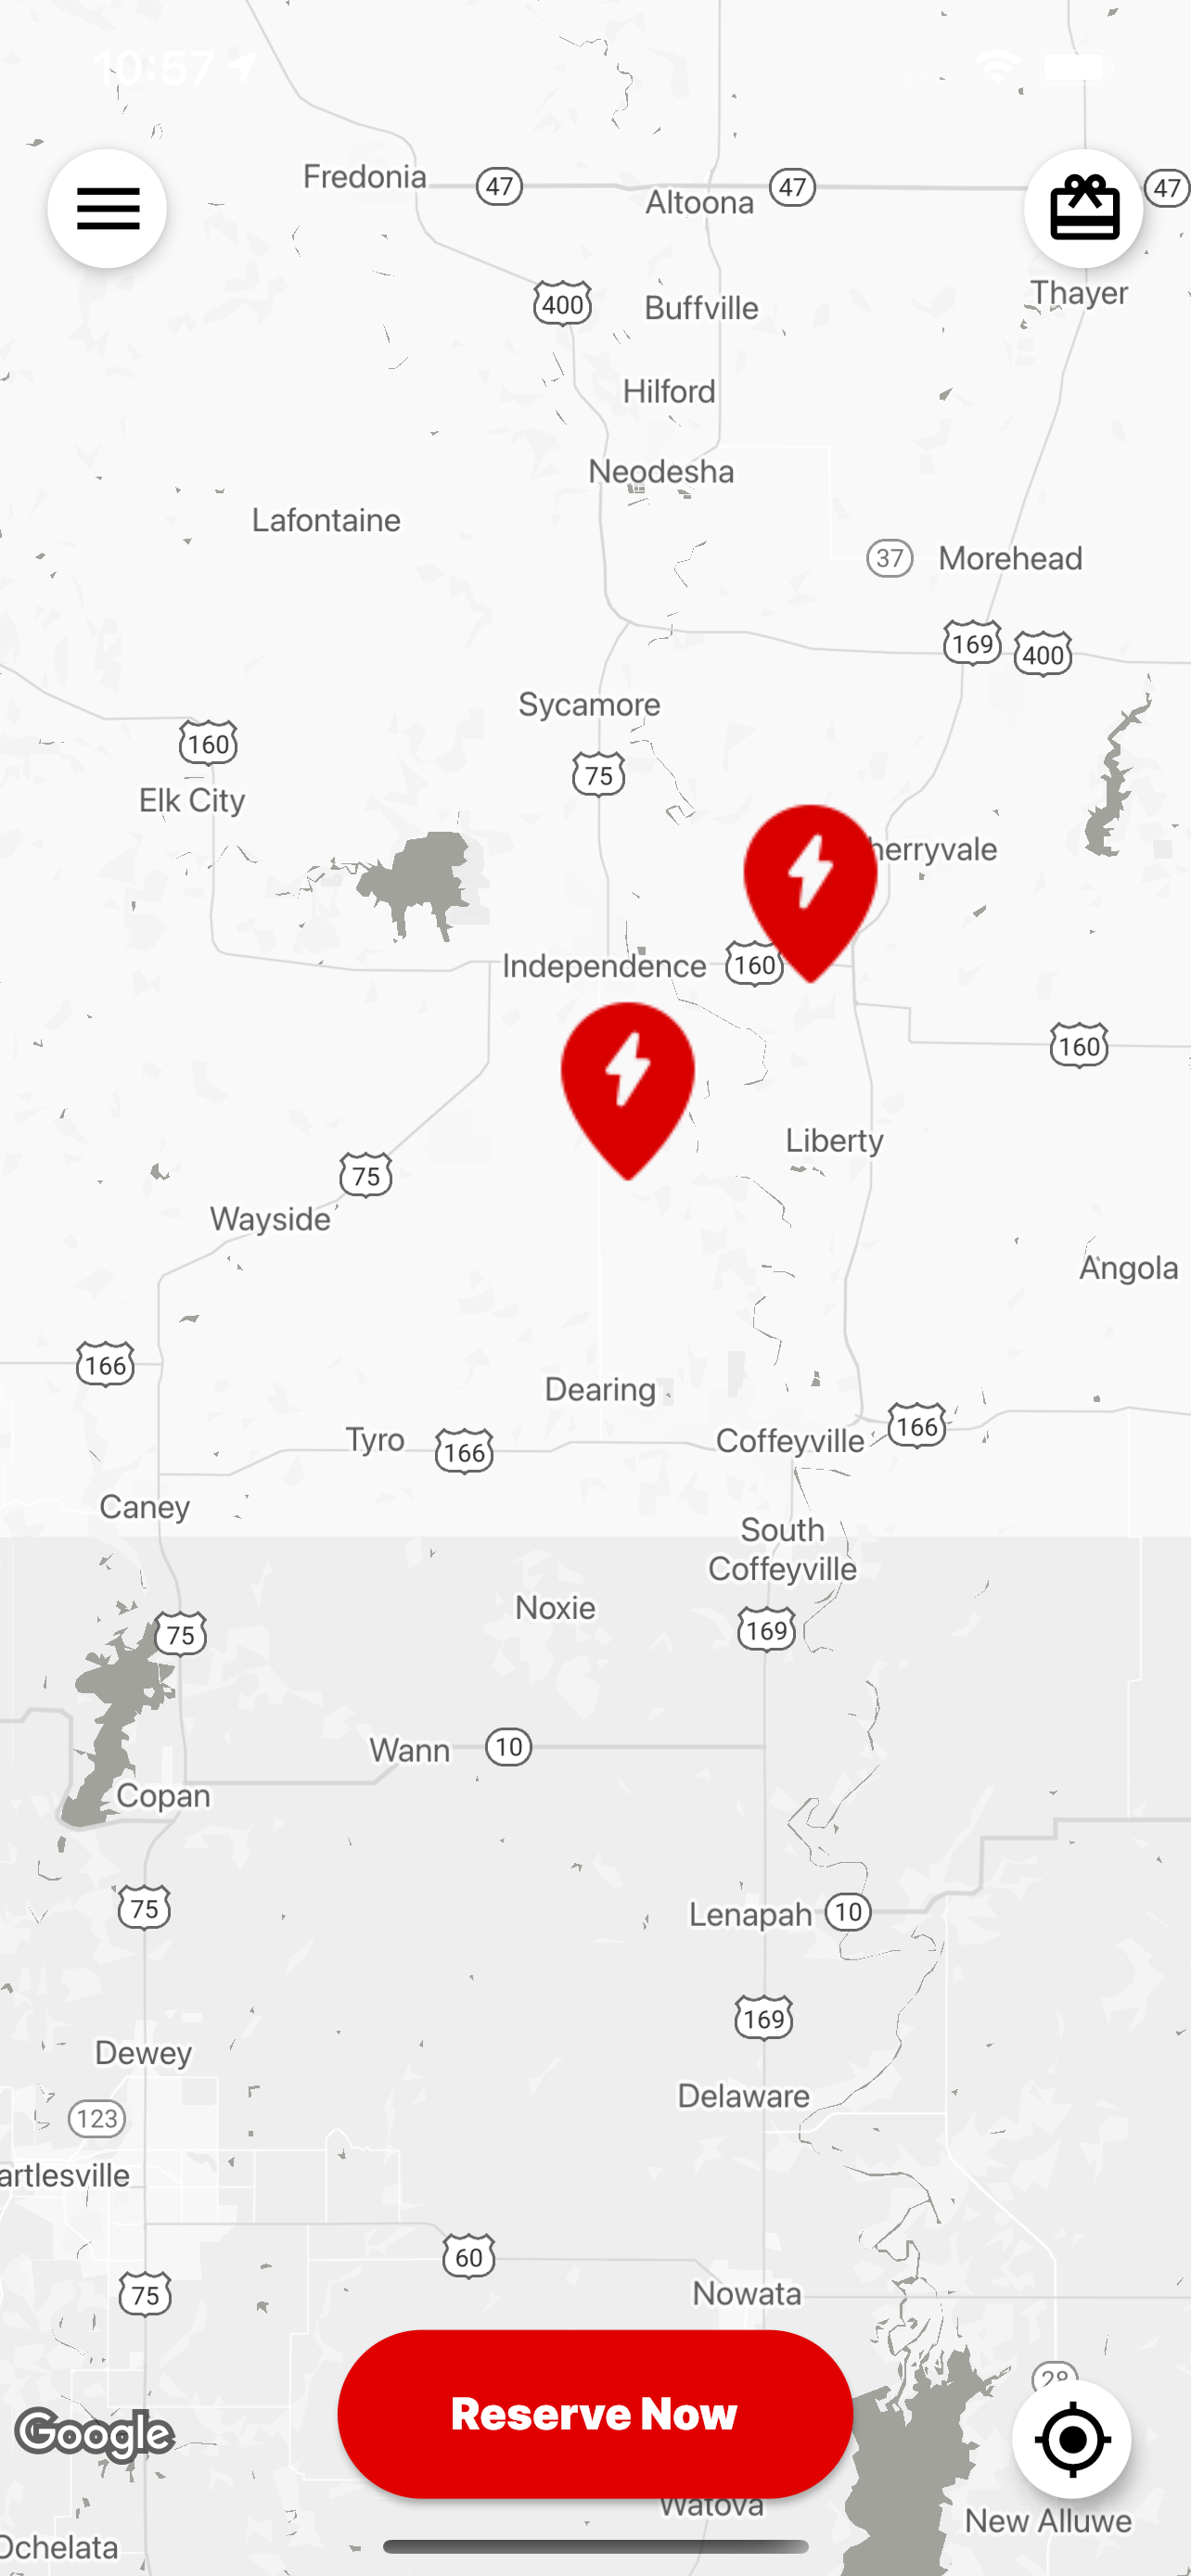 10:57
Fredonia
47
Altoona
47
47
Thayer
400
Buffville
Hilford
Neodesha
Lafontaine
37
Morehead
169
400
Sycamore
160
75
Elk City
herryvale
Independence
160
160
Liberty
75
Wayside
Angola
166
Dearing
Tyro
166
Coffeyville
166
Caney
South
Coffeyville
Noxie
75
169
Wann
10
Copan
75
Lenapah
10
169
Dewey
Delaware
123
artlesville
60
75
Nowata
28
Reserve Now
Google
Watova
New Alluwe
Ochelata